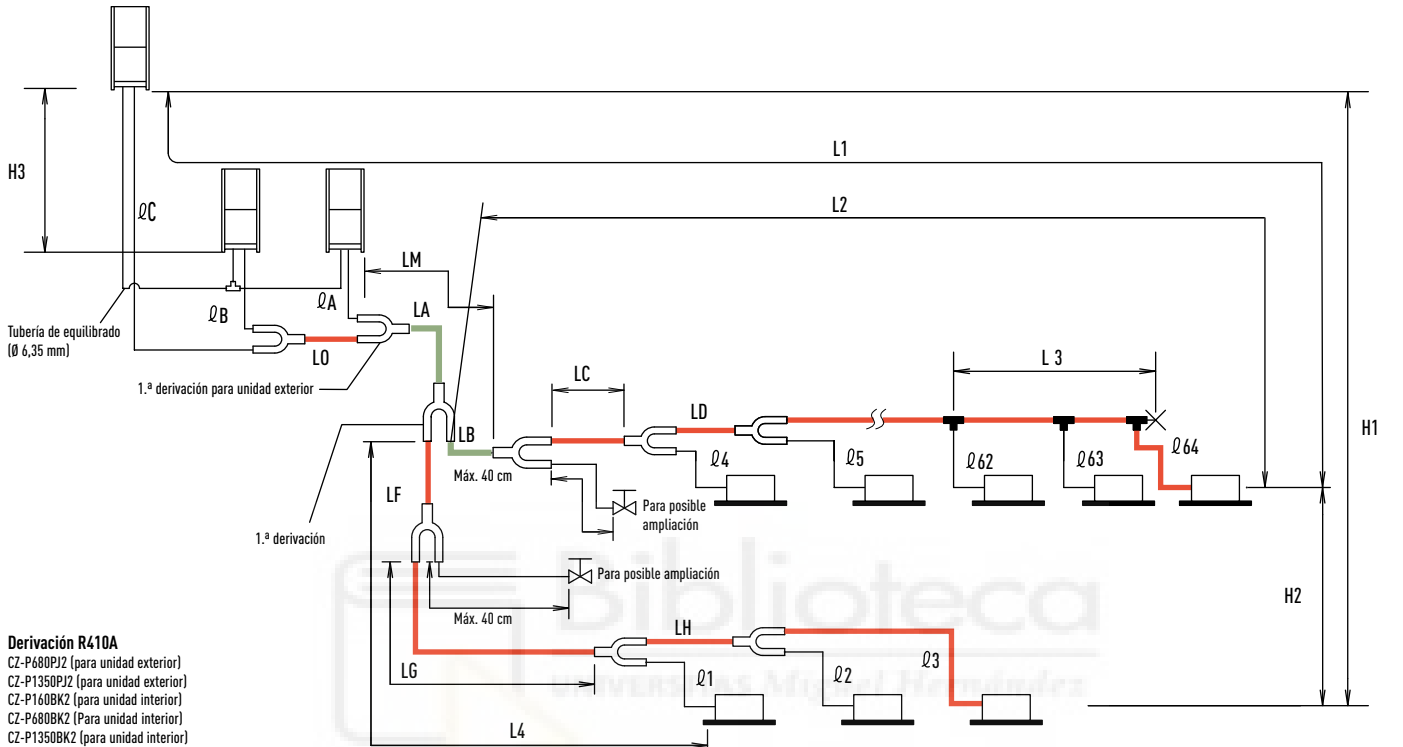 L1
H3
L2
ℓC
LM
ℓA
LA
ℓB
Tubería de equilibrado
(Ø 6,35 mm)
LO
1.ª derivación para unidad exterior
LC
L 3
LD
H1
LB
ℓ4
ℓ5
ℓ62
ℓ63
ℓ64
Máx. 40 cm
LF
Para posible
ampliación
1.ª derivación
Para posible ampliación
Biblioteca
H2
Máx. 40 cm
LH
Derivación R410A
CZ-P680PJ2 (para unidad exterior)
CZ-P1350PJ2 (para unidad exterior)
CZ-P160BK2 (para unidad interior)
CZ-P680BK2 (Para unidad interior)
CZ-P1350BK2 (para unidad interior)
LG
ℓ1
ℓ2
ℓ3
UNIVERSITAS Miguel Hernández
L4